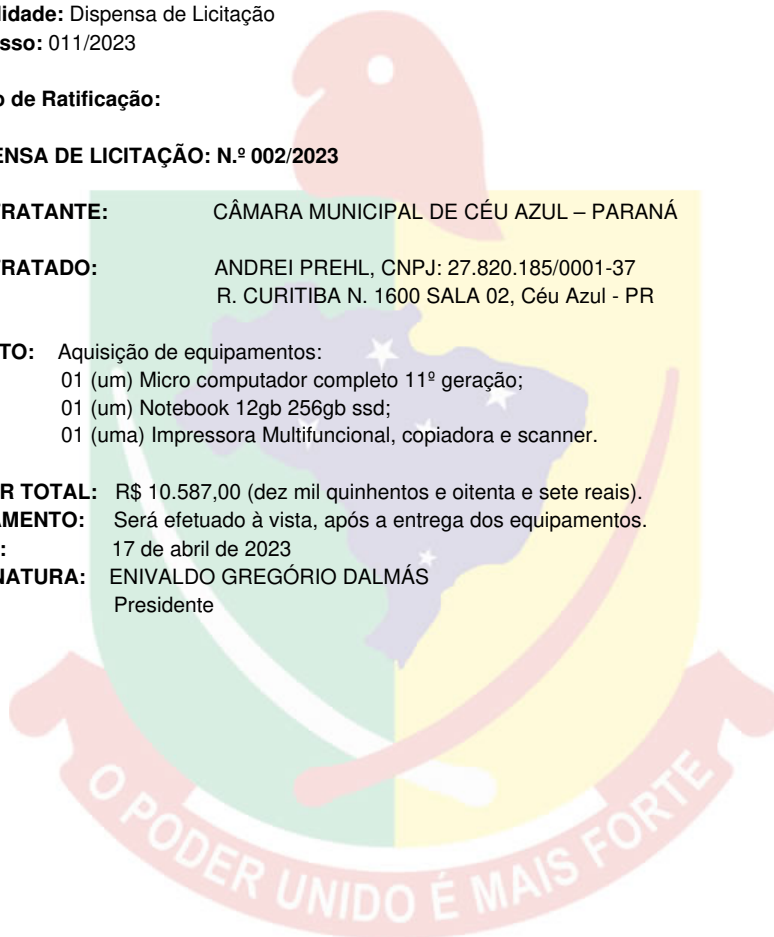 lidade: Dispensa de Licitação
sso: 011/2023
o de Ratificação:
ENSA DE LICITAÇÃO: N.º 002/2023
TRATANTE: CÂMARA MUNICIPAL DE CÉU AZUL – PARANÁ
TRATADO: ANDREI PREHL, CNPJ: 27.820.185/0001-37
R. CURITIBA N. 1600 SALA 02, Céu Azul - PR
TO: Aquisição de equipamentos:
01 (um) Micro computador completo 11º geração;
01 (um) Notebook 12gb 256gb ssd;
01 (uma) Impressora Multifuncional, copiadora e scanner.
R TOTAL: R$ 10.587,00 (dez mil quinhentos e oitenta e sete reais).
AMENTO: Será efetuado à vista, após a entrega dos equipamentos.
: 17 de abril de 2023
NATURA: ENIVALDO GREGÓRIO DALMÁS
Presidente
O PODER UNIDO É MAIS FORTE